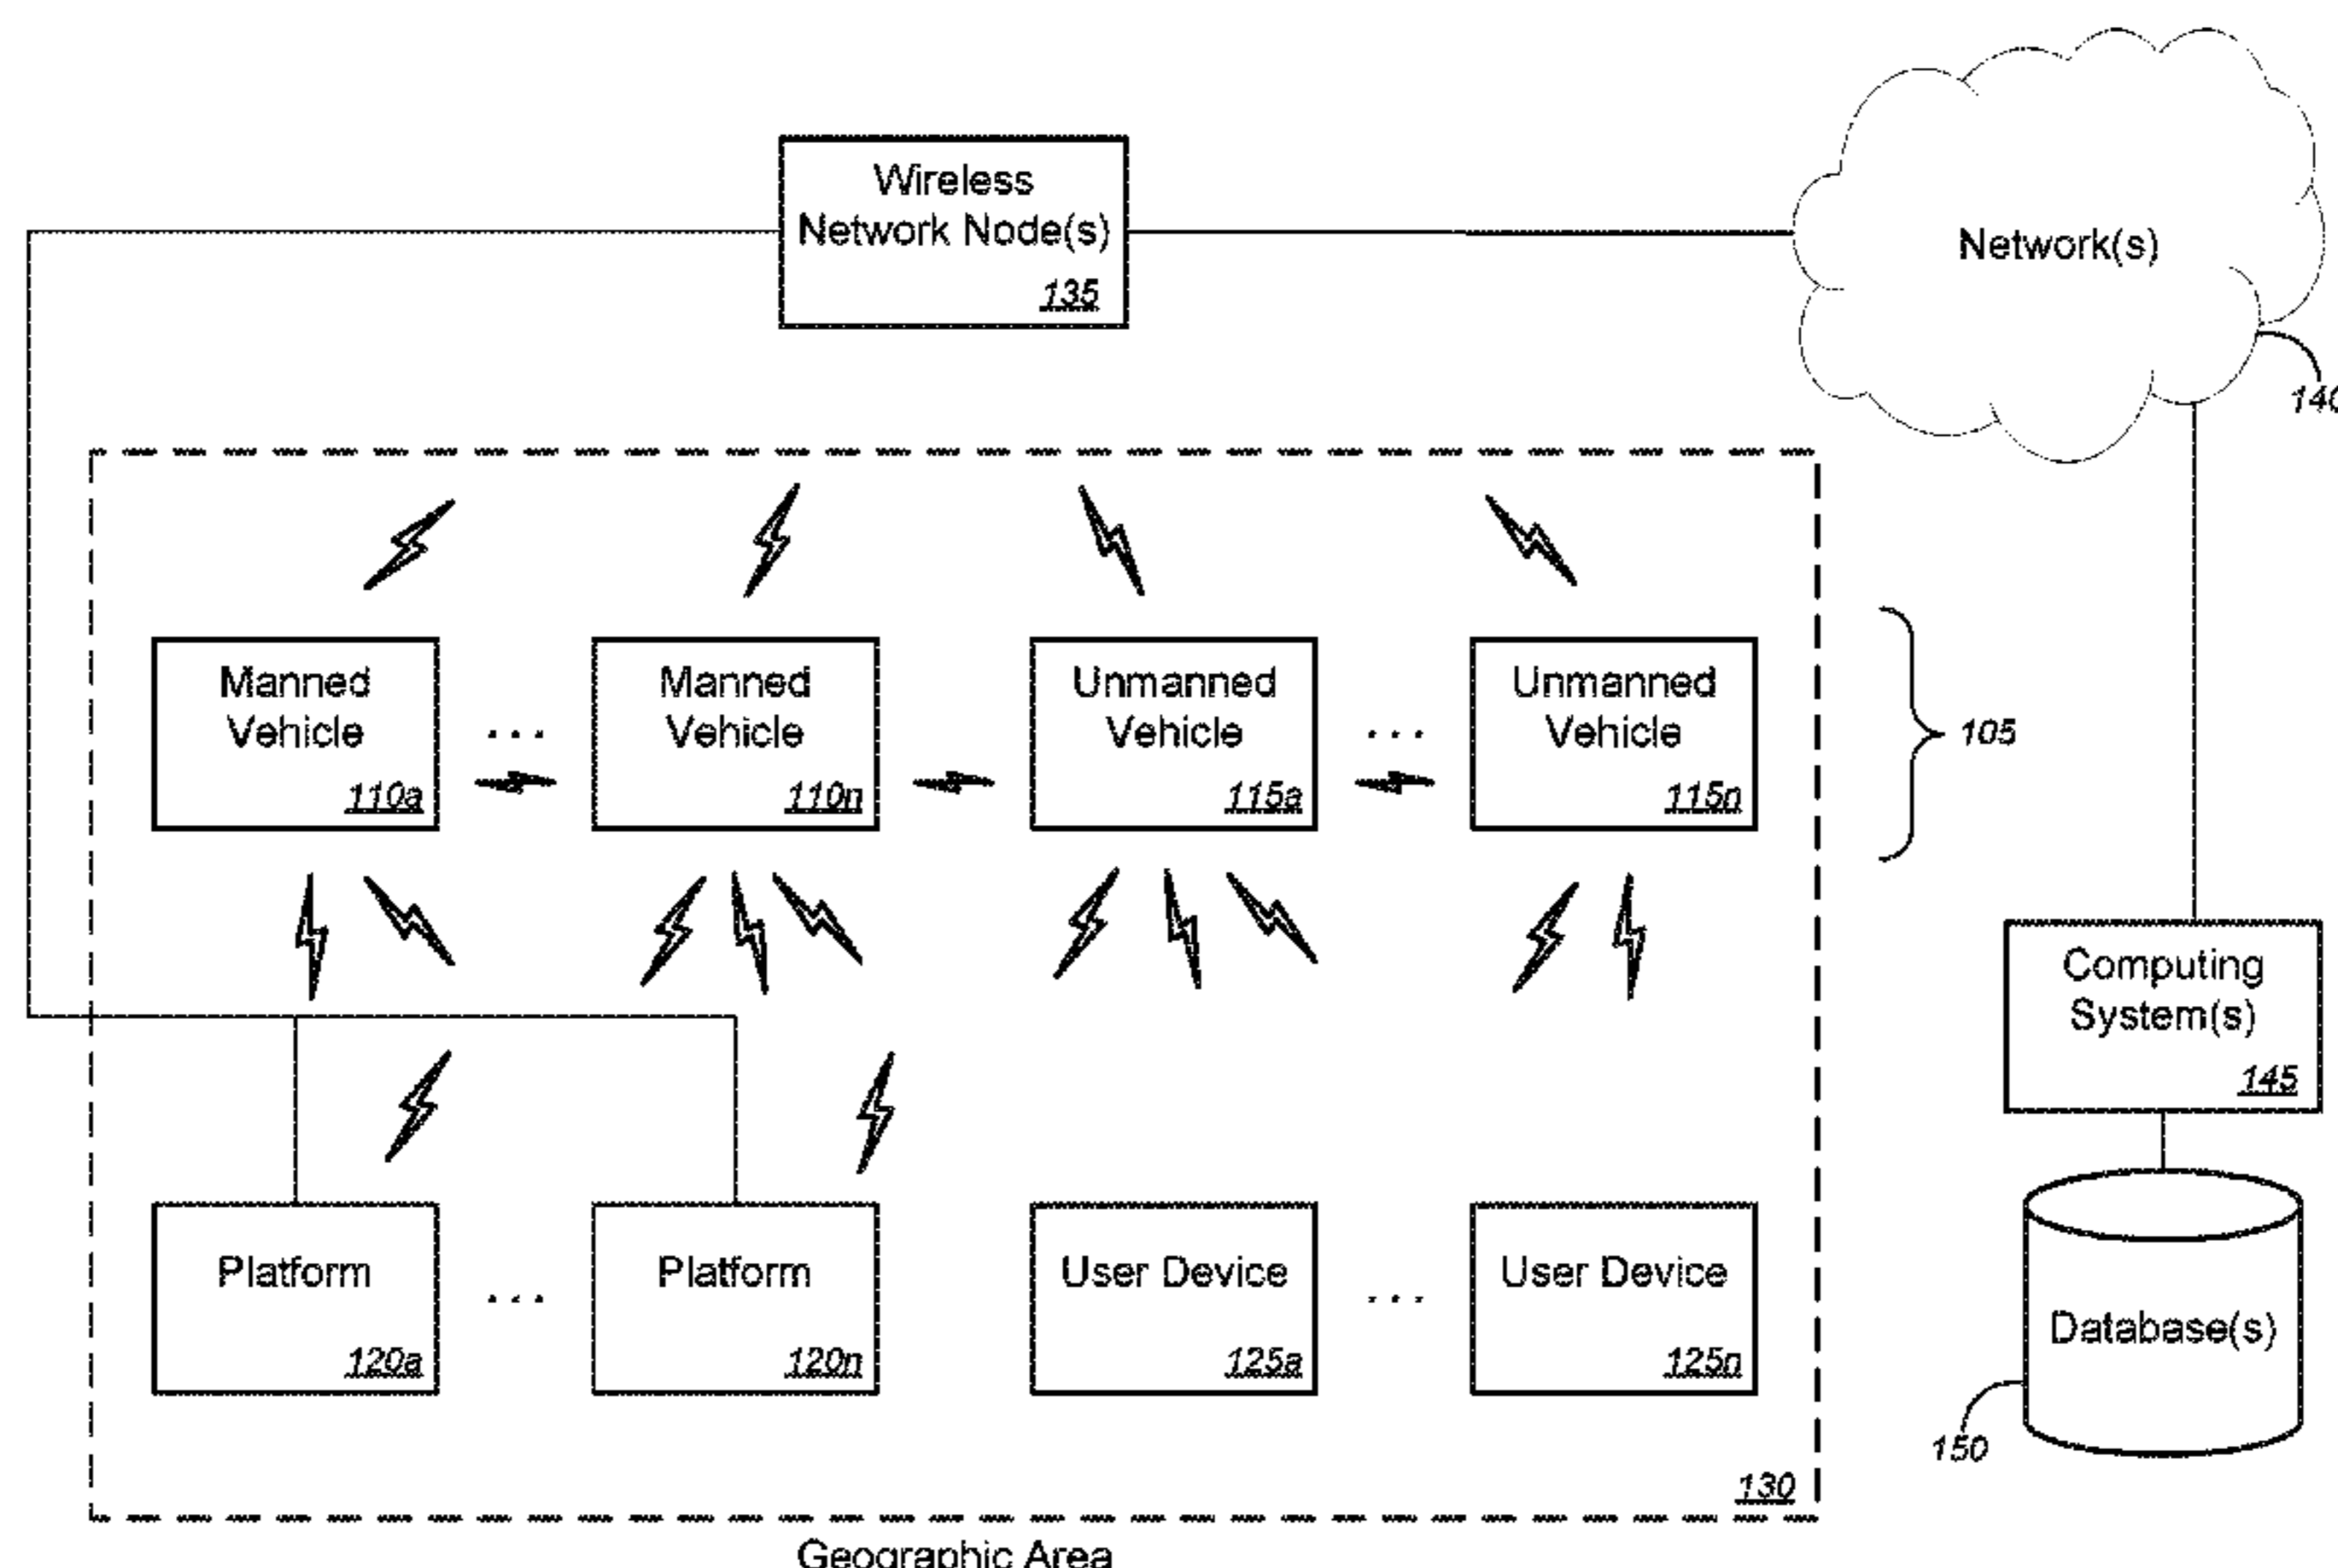 Wireless
Network Node(s)
135
Network(s)
140
Manned
Vehicle
110a
...
Manned
Vehicle
110n
Unmanned
Vehicle
115a
...
Unmanned
Vehicle
115n
105
Computing
System(s)
145
Platform
120a
...
Platform
120n
User Device
125a
...
User Device
125n
Database(s)
150
130
Geographic Area